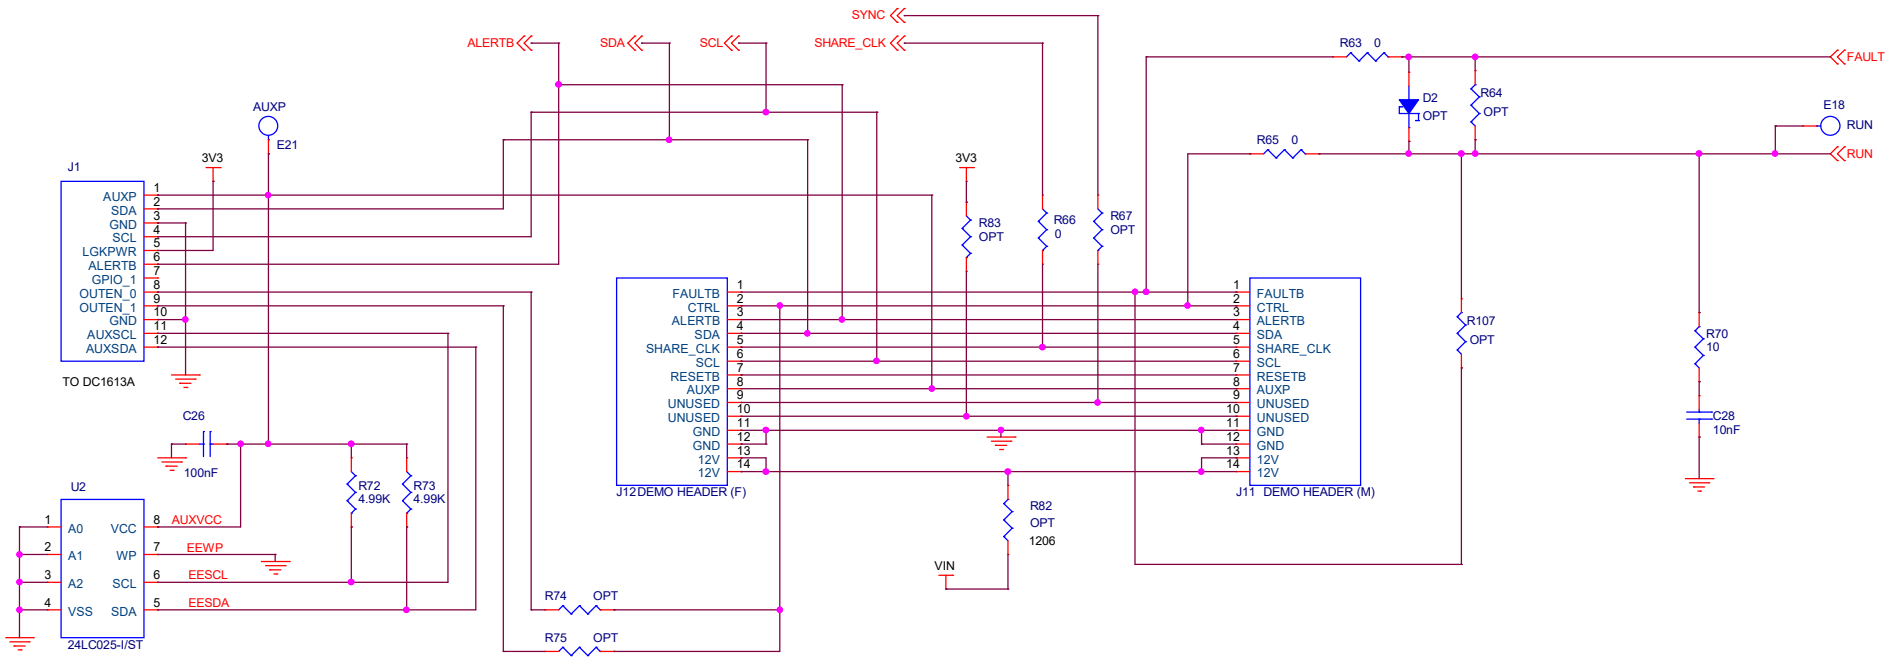 SYNC
ALERTB
SDA
SCL
SHARE_CLK
R63 0
FAULT
D2
OPT
R64
OPT
E18
RUN
RUN
R65 0
AUXP
E21
J1
3V3
3V3
AUXP 1
SDA 2
GND 3
SCL 4
LGKPWR 5
ALERTB 6
GPIO_1 7
OUTEN_0 8
OUTEN_1 9
GND 10
AUXSCL 11
AUXSDA 12
TO DC1613A
R83
OPT
R66
0
R67
OPT
FAULTB 1
CTRL 2
ALERTB 3
SDA 4
SHARE_CLK 5
SCL 6
RESETB 7
AUXP 8
UNUSED 9
UNUSED 10
GND 11
GND 12
12V 13
12V 14
J12 DEMO HEADER (F)
1 FAULTB
2 CTRL
3 ALERTB
4 SDA
5 SHARE_CLK
6 SCL
7 RESETB
8 AUXP
9 UNUSED
10 UNUSED
11 GND
12 GND
13 12V
14 12V
J11 DEMO HEADER (M)
R107
OPT
R70
10
C28
10nF
C26
100nF
R72
4.99K
R73
4.99K
R82
OPT
1206
VIN
U2
1 A0 VCC 8 AUXVCC
2 A1 WP 7 EEWP
3 A2 SCL 6 EESCL
4 VSS SDA 5 EESDA
24LC025-I/ST
R74 OPT
R75 OPT